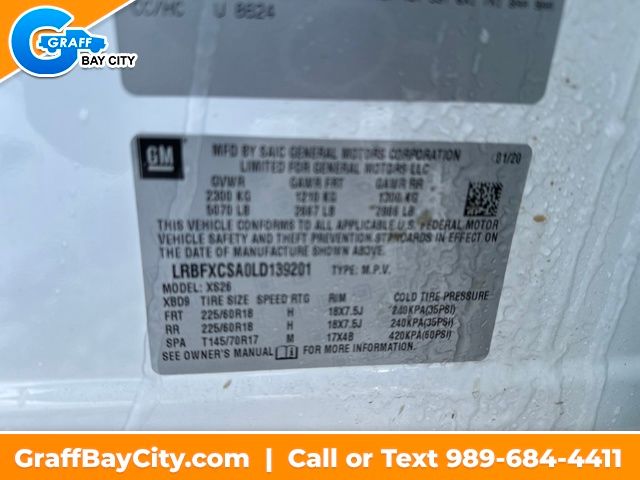 CC/HC U 8624
GRAFF
BAY CITY
GM
MFD BY SAIC GENERAL MOTORS CORPORATION 01/20
LIMITED FOR GENERAL MOTORS LLC
GVWR GAWR FRT GAWR RR
2300 KG 1210 KG 1300 KG
5070 LB 2667 LB 2866 LB
THIS VEHICLE CONFORMS TO ALL APPLICABLE U.S. FEDERAL MOTOR
VEHICLE SAFETY AND THEFT PREVENTION STANDARDS IN EFFECT
ON THE DATE OF MANUFACTURE SHOWN ABOVE.
LRBFXCSA0LD139201 TYPE: M.P.V.
MODEL: XS26
XBD9 TIRE SIZE SPEED RTG RIM COLD TIRE PRESSURE
FRT 225/60R18 H 18X7.5J 240KPA(35PSI)
RR 225/60R18 H 18X7.5J 240KPA(35PSI)
SPA T145/70R17 M 17X4B 420KPA(60PSI)
SEE OWNER'S MANUAL FOR MORE INFORMATION.
GraffBayCity.com | Call or Text 989-684-4411